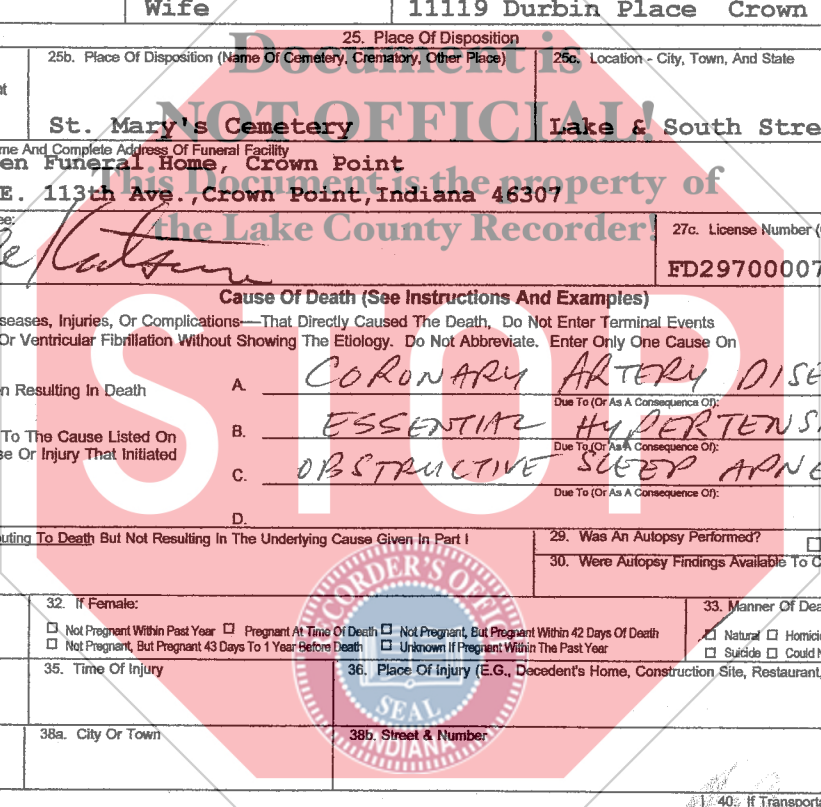 Wife 11119 Durbin Place Crown
25. Place Of Disposition
25b. Place Of Disposition (Name Of Cemetery, Crematory, Other Place) 25c. Location - City, Town, And State
St. Mary's Cemetery Lake & South Stre
me And Complete Address Of Funeral Facility
en Funeral Home, Crown Point
E. 113th Ave.,Crown Point,Indiana 46307
Document is
NOT OFFICIAL!
This Document is the property of
the Lake County Recorder!
27c. License Number (
FD29700007
Cause Of Death (See Instructions And Examples)
seases, Injuries, Or Complications—That Directly Caused The Death, Do Not Enter Terminal Events
Or Ventricular Fibrillation Without Showing The Etiology. Do Not Abbreviate. Enter Only One Cause On
n Resulting In Death A. CORONARY ARTERY DISE
Due To (Or As A Consequence Of):
To The Cause Listed On B. ESSENTIAL HYPERTENS
se Or Injury That Initiated Due To (Or As A Consequence Of):
C. OBSTRUCTIVE SLEEP APNE
Due To (Or As A Consequence Of):
D.
STOP
uting To Death But Not Resulting In The Underlying Cause Given In Part I 29. Was An Autopsy Performed?
30. Were Autopsy Findings Available To C
32. If Female: 33. Manner Of Dea
Not Pregnant Within Past Year Pregnant At Time Of Death Not Pregnant, But Pregnant Within 42 Days Of Death Natural Homici
Not Pregnant, But Pregnant 43 Days To 1 Year Before Death Unknown If Pregnant Within The Past Year Suicide Could N
35. Time Of Injury 36. Place Of Injury (E.G., Decedent's Home, Construction Site, Restaurant,
38a. City Or Town 38b. Street & Number
RECORDER'S OFFIC
SEAL
INDIANA
40. If Transporta